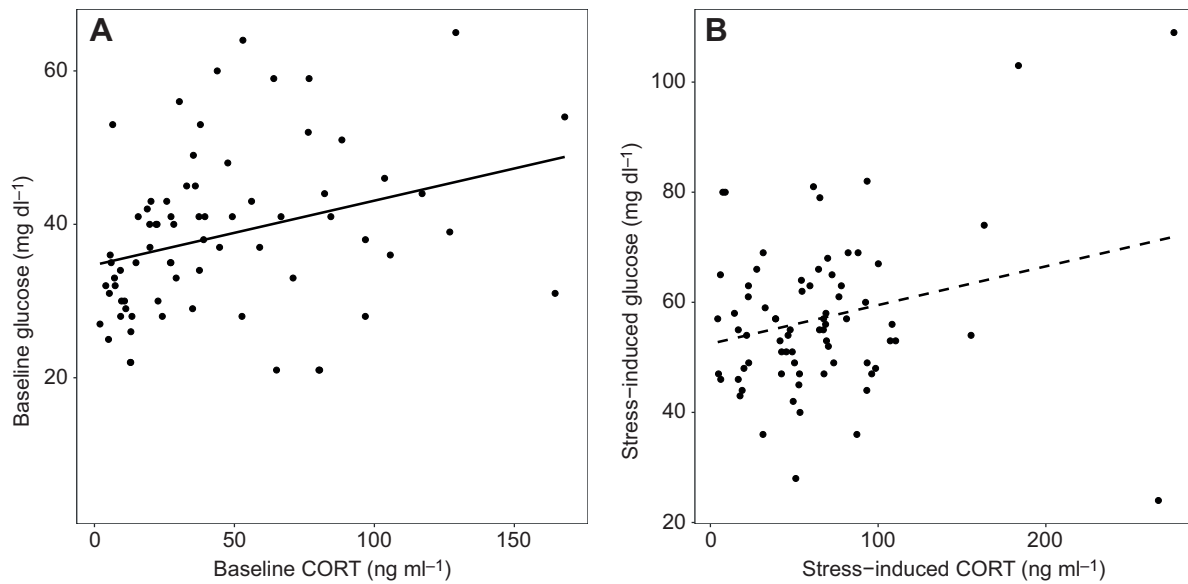 A
60
40
20
0
50
100
150
Baseline glucose (mg dl⁻¹)
Baseline CORT (ng ml⁻¹)
B
100
80
60
40
20
0
100
200
Stress−induced glucose (mg dl⁻¹)
Stress−induced CORT (ng ml⁻¹)